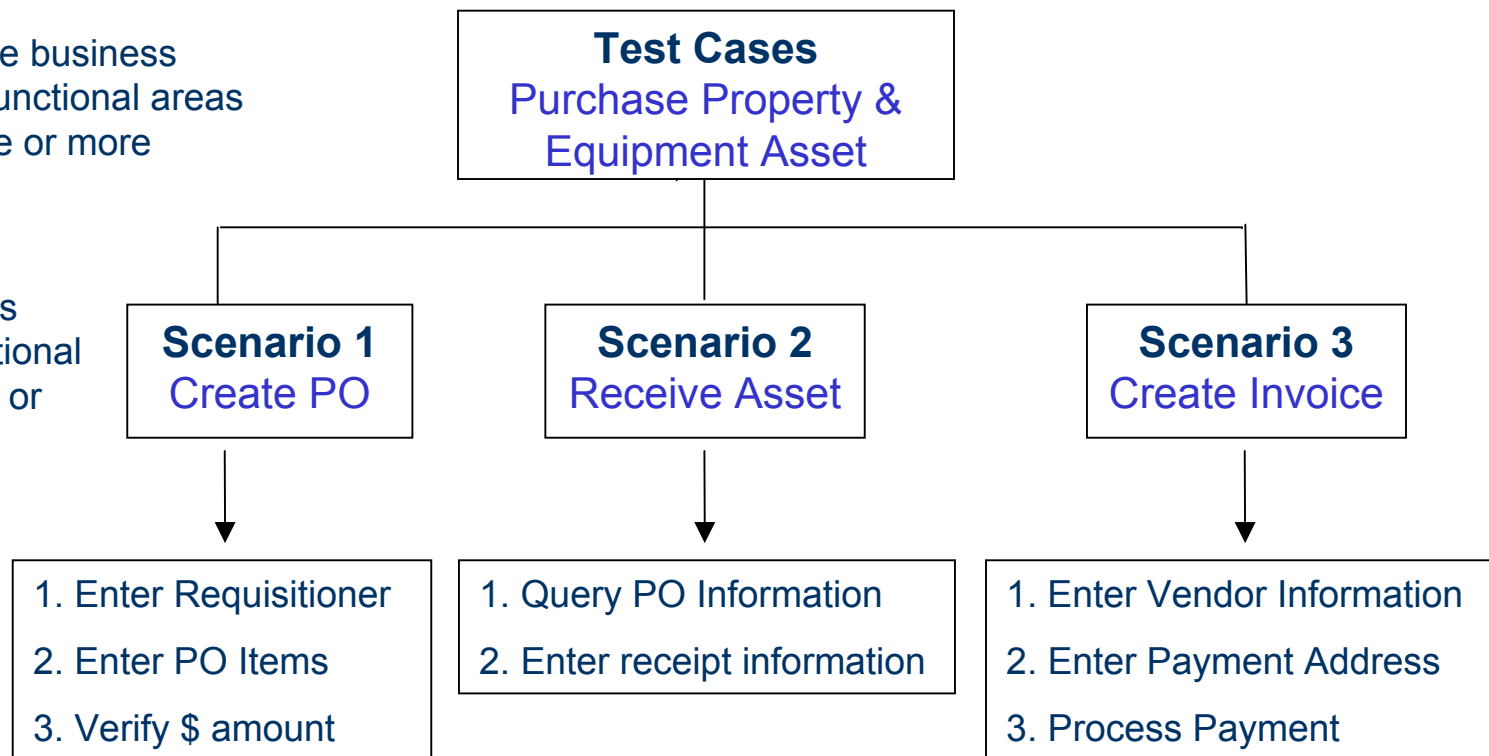 e business
unctional areas
e or more
Test Cases
Purchase Property &
Equipment Asset
s
tional
or
Scenario 1
Create PO
Scenario 2
Receive Asset
Scenario 3
Create Invoice
1. Enter Requisitioner
2. Enter PO Items
3. Verify $ amount
1. Query PO Information
2. Enter receipt information
1. Enter Vendor Information
2. Enter Payment Address
3. Process Payment